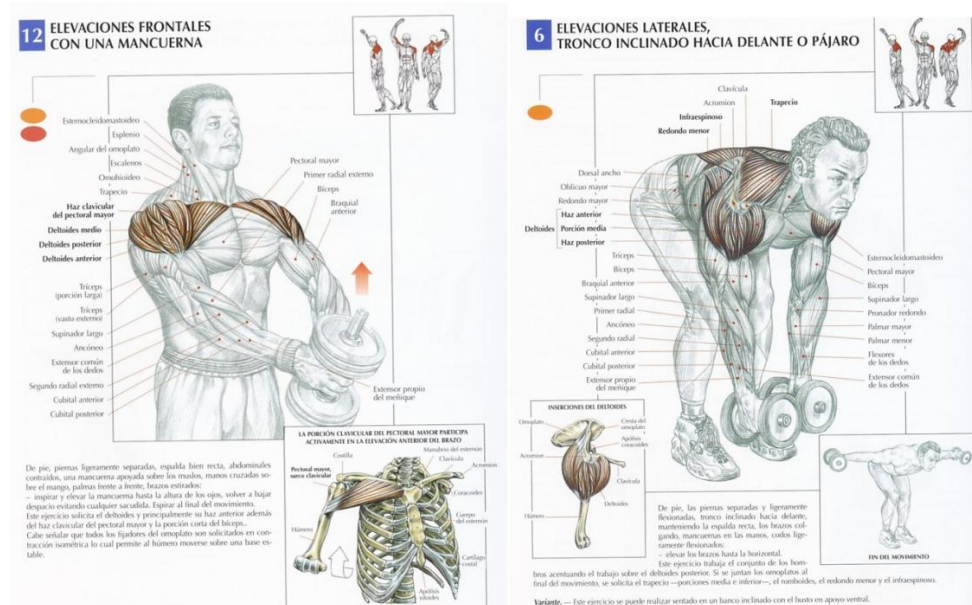 12
ELEVACIONES FRONTALES
CON UNA MANCUERNA
Esternocleidomastoideo
Esplenio
Angular del omoplato
Escalenos
Omohioideo
Trapecio
Haz clavicular
del pectoral mayor
Deltoides medio
Deltoides posterior
Deltoides anterior
Tríceps
(porción larga)
Tríceps
(vasto externo)
Supinador largo
Ancóneo
Extensor común
de los dedos
Segundo radial externo
Cubital anterior
Cubital posterior
Pectoral mayor
Primer radial externo
Bíceps
Braquial
anterior
Extensor propio
del meñique
LA PORCIÓN CLAVICULAR DEL PECTORAL MAYOR PARTICIPA
ACTIVAMENTE EN LA ELEVACIÓN ANTERIOR DEL BRAZO
Costilla
Manubrio del esternón
Clavícula
Acromion
Pectoral mayor,
surco clavicular
Coracoides
Cuerpo
del esternón
Húmero
Cartílago
costal
Apófisis
xifoides
De pie, piernas ligeramente separadas, espalda bien recta, abdominales
contraídos, una mancuerna apoyada sobre los muslos, manos cruzadas so-
bre el mango, palmas frente a frente, brazos estirados:
– inspirar y elevar la mancuerna hasta la altura de los ojos, volver a bajar
despacio evitando cualquier sacudida. Espirar al final del movimiento.
Este ejercicio solicita el deltoides y principalmente su haz anterior además
del haz clavicular del pectoral mayor y la porción corta del bíceps..
Cabe señalar que todos los fijadores del omoplato son solicitados en con-
tracción isométrica lo cual permite al húmero moverse sobre una base es-
table.
6
ELEVACIONES LATERALES,
TRONCO INCLINADO HACIA DELANTE O PÁJARO
Clavícula
Acromion
Trapecio
Infraespinoso
Redondo menor
Dorsal ancho
Oblicuo mayor
Redondo mayor
Haz anterior
Deltoides
Porción media
Haz posterior
Tríceps
Bíceps
Braquial anterior
Supinador largo
Primer radial
Ancóneo
Segundo radial
Cubital anterior
Cubital posterior
Extensor propio
del meñique
Esternocleidomastoideo
Pectoral mayor
Bíceps
Supinador largo
Pronador redondo
Palmar mayor
Palmar menor
Flexores
de los dedos
Extensor común
de los dedos
INSERCIONES DEL DELTOIDES
Omoplato
Cresta del
omoplato
Apófisis
coracoides
Acromion
Clavícula
Deltoides
Húmero
De pie, las piernas separadas y ligeramente
flexionadas, tronco inclinado hacia delante,
manteniendo la espalda recta, los brazos col-
gando, mancuernas en las manos, codos lige-
ramente flexionados:
– elevar los brazos hasta la horizontal.
Este ejercicio trabaja el conjunto de los hom-
bros acentuando el trabajo sobre el deltoides posterior. Si se juntan los omoplatos al
final del movimiento, se solicita el trapecio —porciones media e inferior—, el romboides, el redondo menor y el infraespinoso.
FIN DEL MOVIMIENTO
Variante. — Este ejercicio se puede realizar sentado en un banco inclinado con el busto en apoyo ventral.